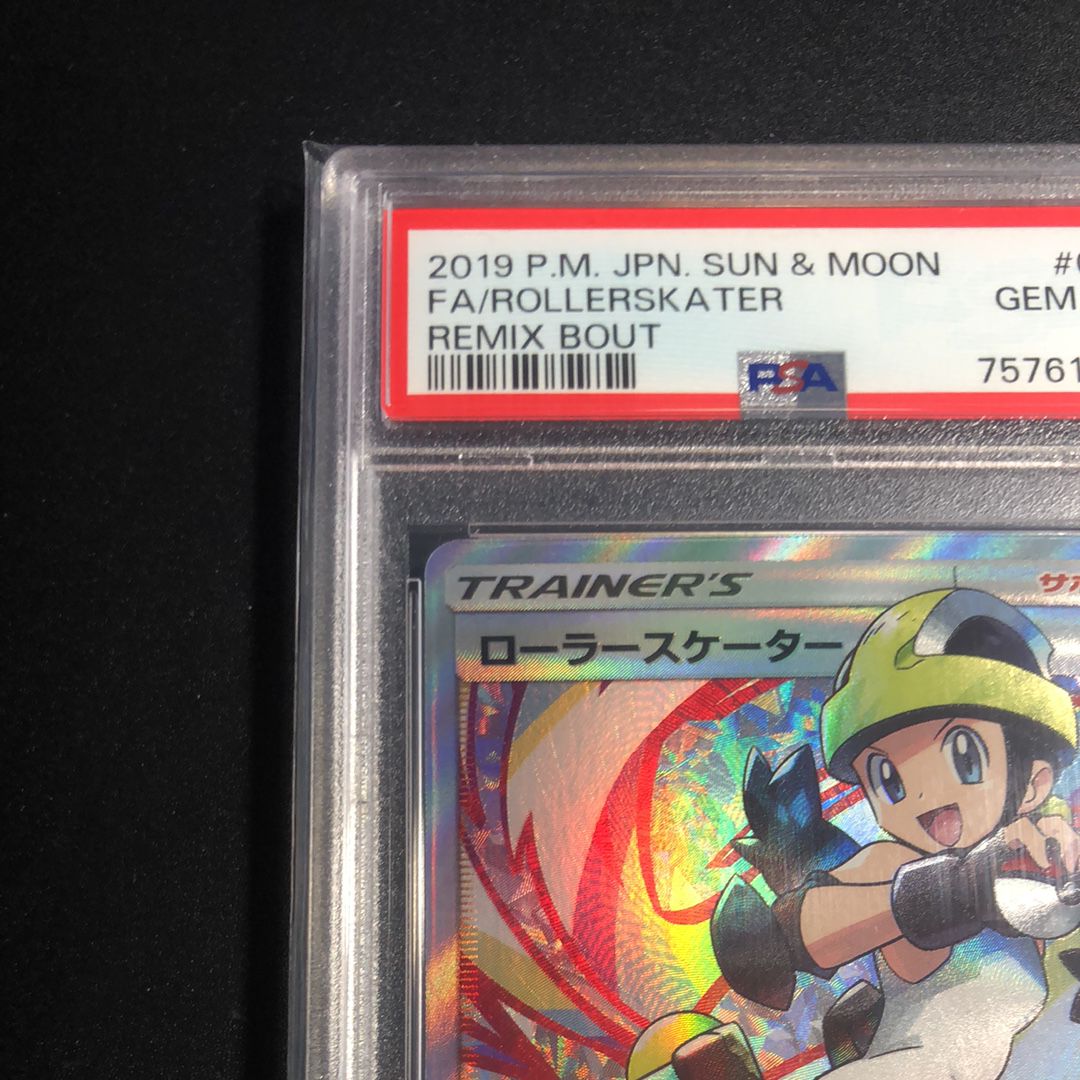 2019 P.M. JPN. SUN & MOON
FA/ROLLERSKATER GEM
REMIX BOUT
PSA
TRAINER'S
ローラースケーター